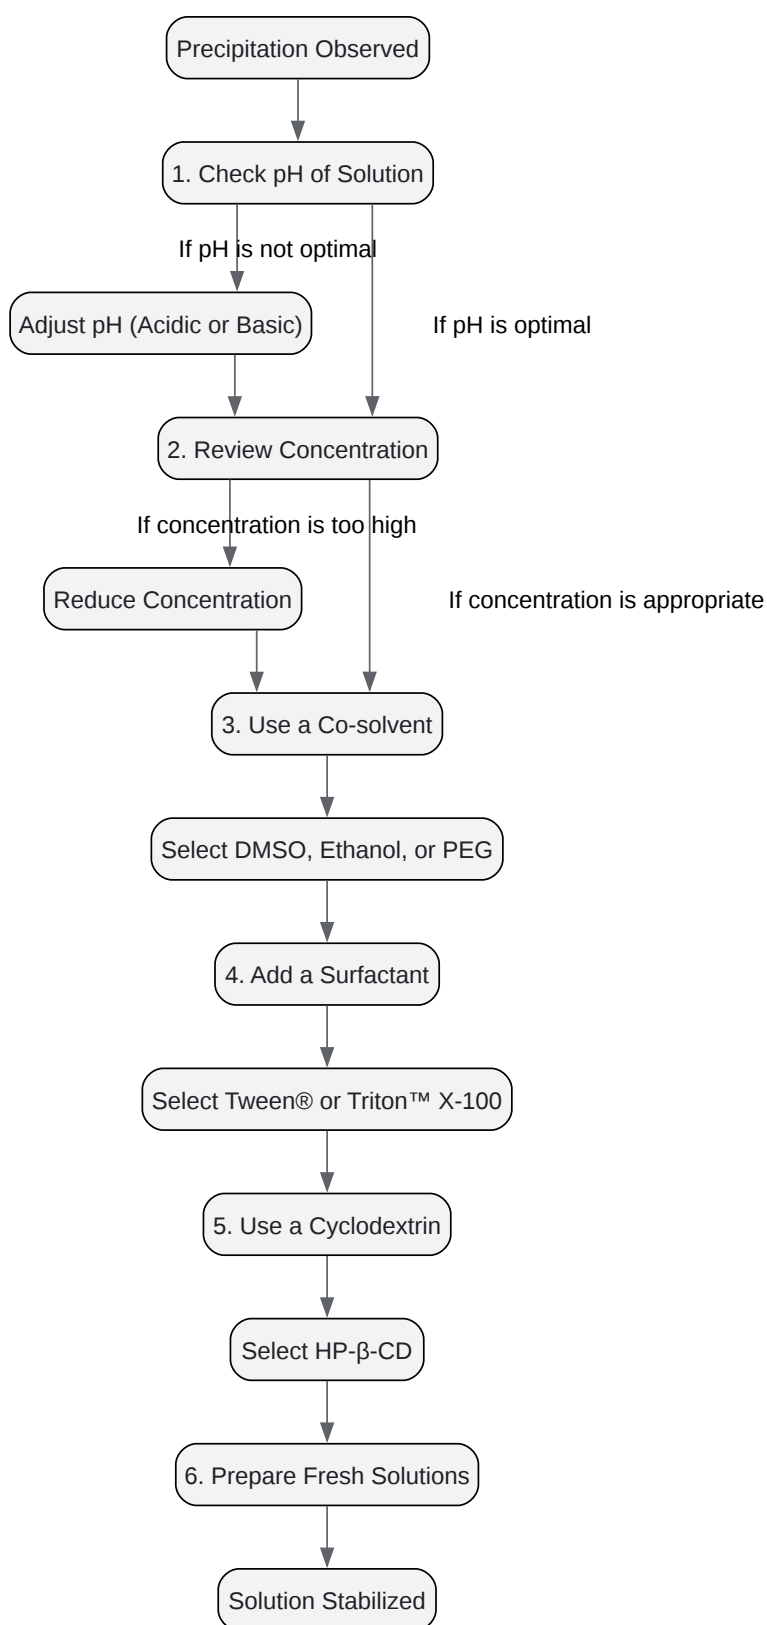 Precipitation Observed
1. Check pH of Solution
If pH is not optimal
Adjust pH (Acidic or Basic)
If pH is optimal
2. Review Concentration
If concentration is too high
Reduce Concentration
If concentration is appropriate
3. Use a Co-solvent
Select DMSO, Ethanol, or PEG
4. Add a Surfactant
Select Tween® or Triton™ X-100
5. Use a Cyclodextrin
Select HP-β-CD
6. Prepare Fresh Solutions
Solution Stabilized